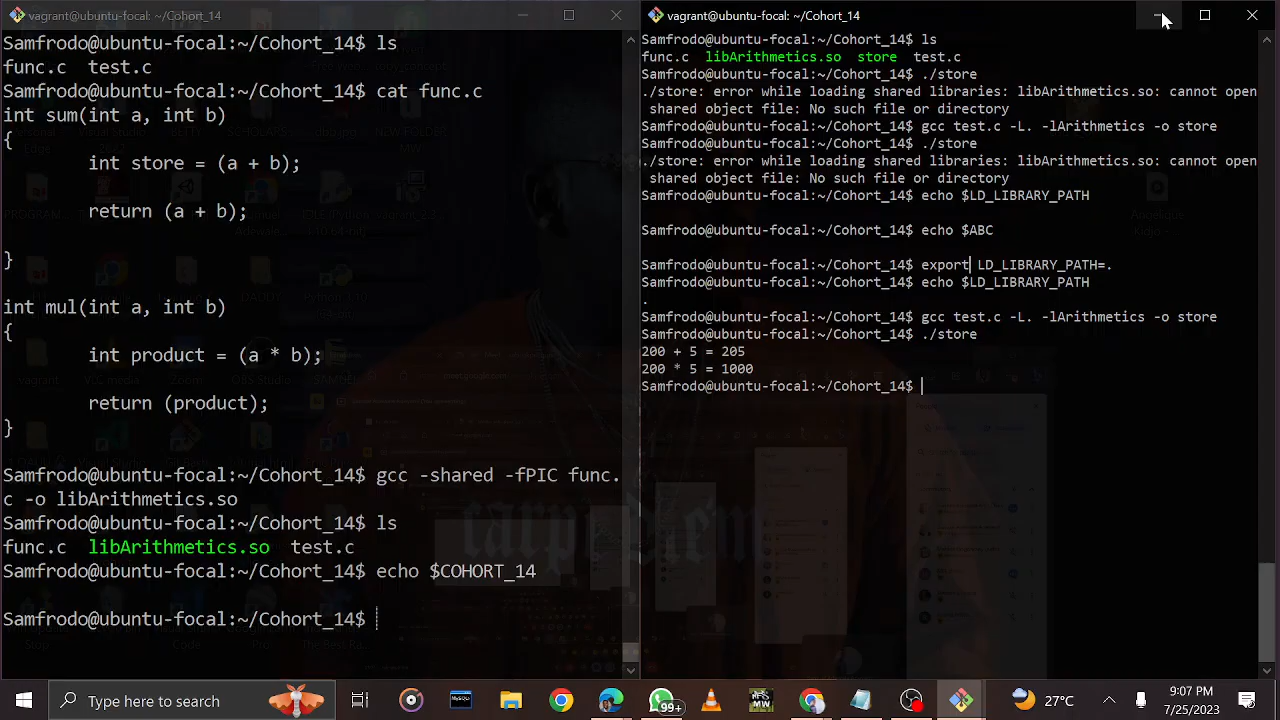 vagrant@ubuntu-focal: ~/Cohort_14
Samfrodo@ubuntu-focal:~/Cohort_14$ ls
func.c  test.c
Samfrodo@ubuntu-focal:~/Cohort_14$ cat func.c
int sum(int a, int b)
{
        int store = (a + b);
        return (a + b);
}
int mul(int a, int b)
{
        int product = (a * b);
        return (product);
}
Samfrodo@ubuntu-focal:~/Cohort_14$ gcc -shared -fPIC func.
c -o libArithmetics.so
Samfrodo@ubuntu-focal:~/Cohort_14$ ls
func.c  libArithmetics.so  test.c
Samfrodo@ubuntu-focal:~/Cohort_14$ echo $COHORT_14
Samfrodo@ubuntu-focal:~/Cohort_14$
vagrant@ubuntu-focal: ~/Cohort_14
Samfrodo@ubuntu-focal:~/Cohort_14$ ls
func.c  libArithmetics.so  store  test.c
Samfrodo@ubuntu-focal:~/Cohort_14$ ./store
./store: error while loading shared libraries: libArithmetics.so: cannot open
 shared object file: No such file or directory
Samfrodo@ubuntu-focal:~/Cohort_14$ gcc test.c -L. -lArithmetics -o store
Samfrodo@ubuntu-focal:~/Cohort_14$ ./store
./store: error while loading shared libraries: libArithmetics.so: cannot open
 shared object file: No such file or directory
Samfrodo@ubuntu-focal:~/Cohort_14$ echo $LD_LIBRARY_PATH
Samfrodo@ubuntu-focal:~/Cohort_14$ echo $ABC
Samfrodo@ubuntu-focal:~/Cohort_14$ export LD_LIBRARY_PATH=.
Samfrodo@ubuntu-focal:~/Cohort_14$ echo $LD_LIBRARY_PATH
.
Samfrodo@ubuntu-focal:~/Cohort_14$ gcc test.c -L. -lArithmetics -o store
Samfrodo@ubuntu-focal:~/Cohort_14$ ./store
200 + 5 = 205
200 * 5 = 1000
Samfrodo@ubuntu-focal:~/Cohort_14$
Type here to search
99+
27°C
9:07 PM
7/25/2023